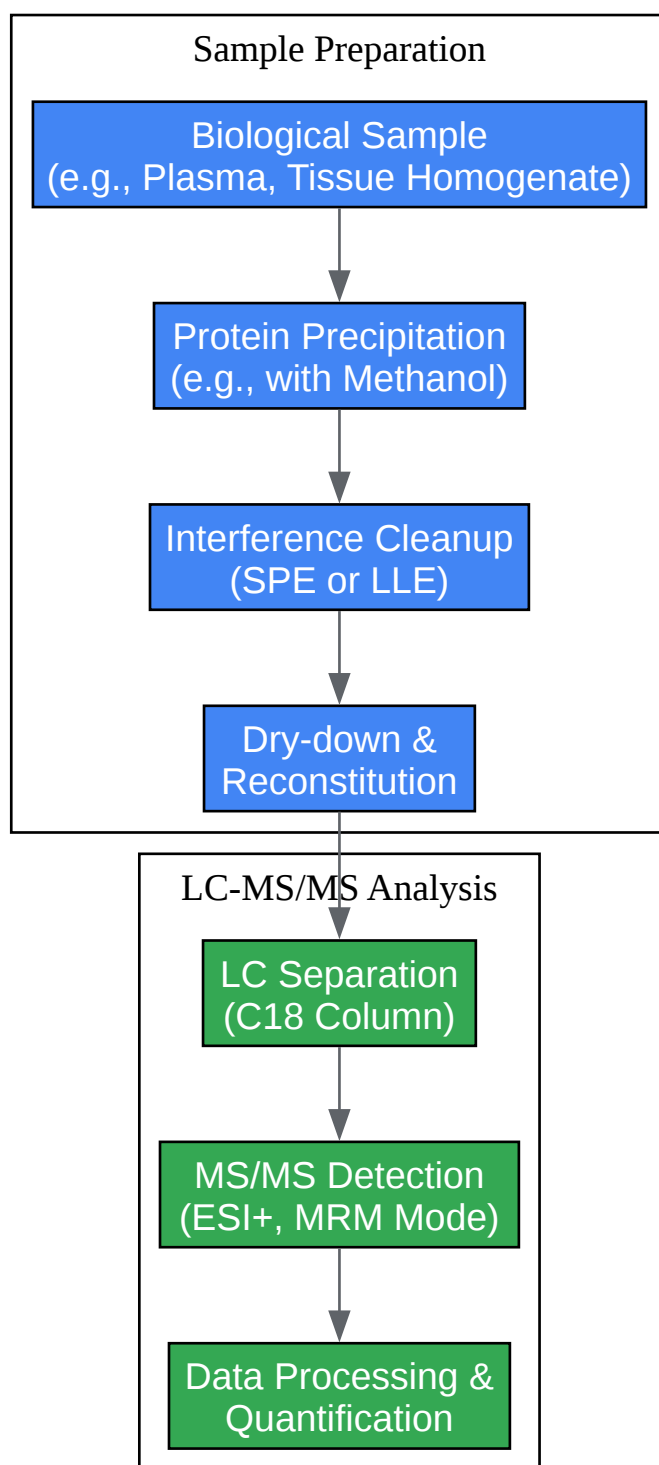 Sample Preparation
Biological Sample
(e.g., Plasma, Tissue Homogenate)
Protein Precipitation
(e.g., with Methanol)
Interference Cleanup
(SPE or LLE)
Dry-down &
Reconstitution
LC-MS/MS Analysis
LC Separation
(C18 Column)
MS/MS Detection
(ESI+, MRM Mode)
Data Processing &
Quantification